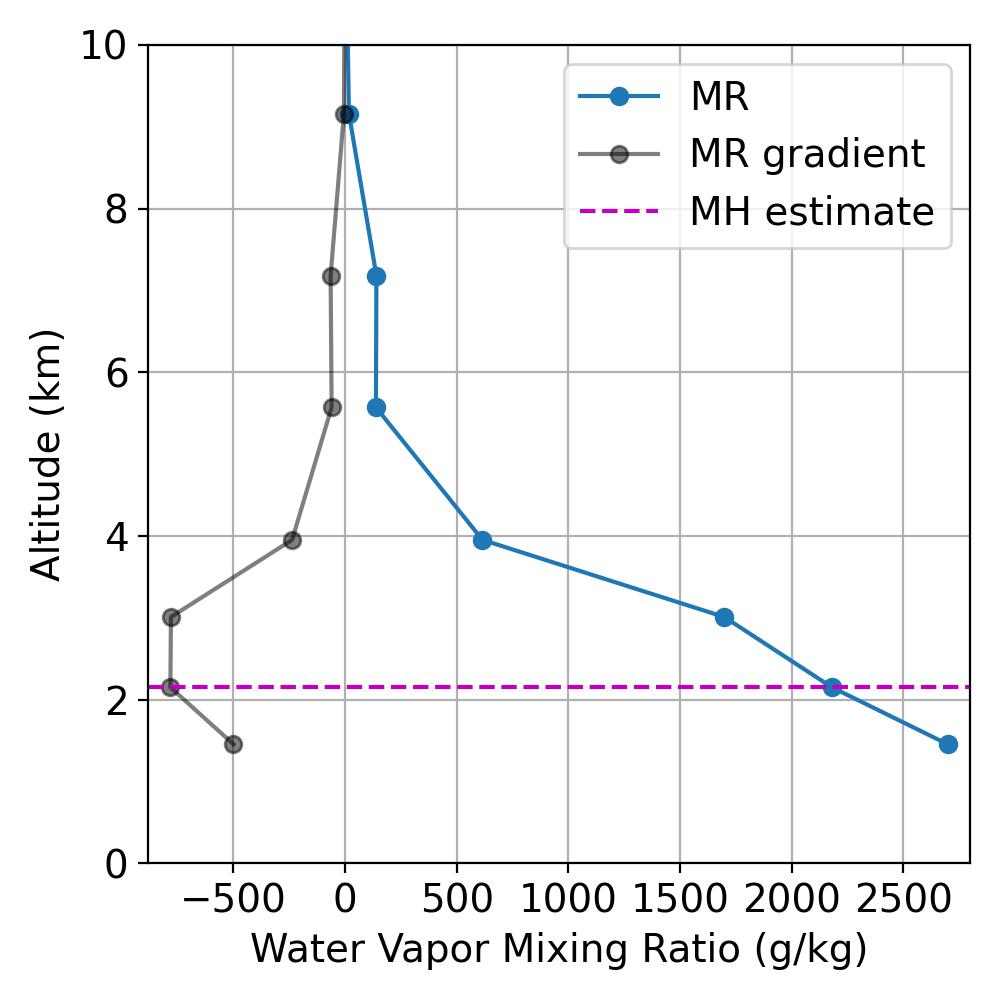 10
8
6
4
2
0
Altitude (km)
MR
MR gradient
MH estimate
−500 0 500 1000 1500 2000 2500
Water Vapor Mixing Ratio (g/kg)